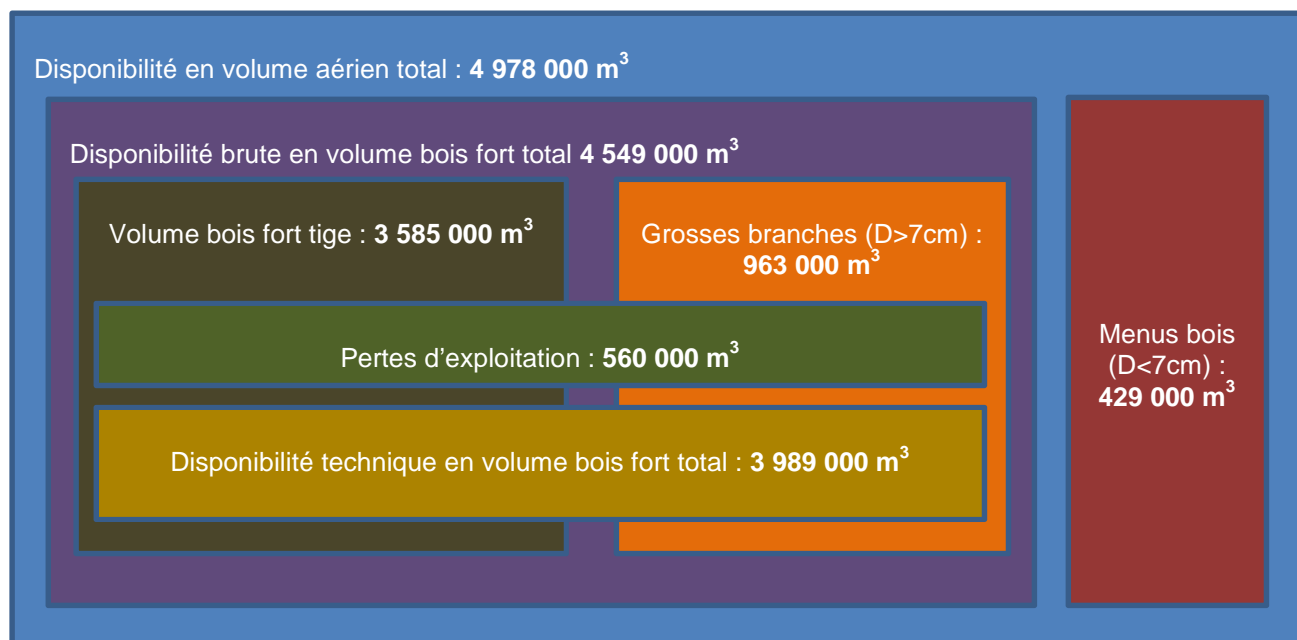 Disponibilité en volume aérien total : 4 978 000 m³
Disponibilité brute en volume bois fort total 4 549 000 m³
Volume bois fort tige : 3 585 000 m³
Grosses branches (D>7cm) :
963 000 m³
Pertes d’exploitation : 560 000 m³
Disponibilité technique en volume bois fort total : 3 989 000 m³
Menus bois
(D<7cm) :
429 000 m³